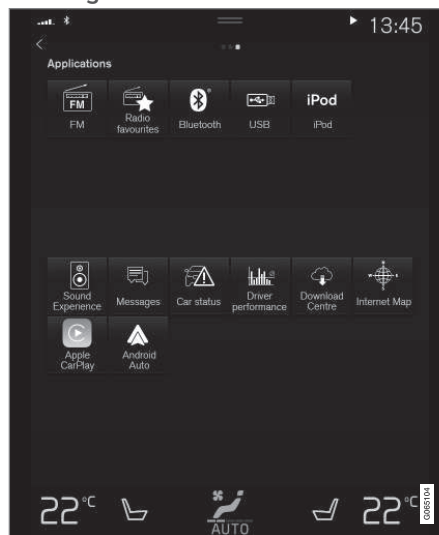 13:45
Applications
FM
FM
Radio
favourites
Bluetooth
USB
iPod
iPod
Sound
Experience
Messages
Car status
Driver
performance
Download
Centre
Internet Map
Apple
CarPlay
Android
Auto
22°C
AUTO
22°C
G065104